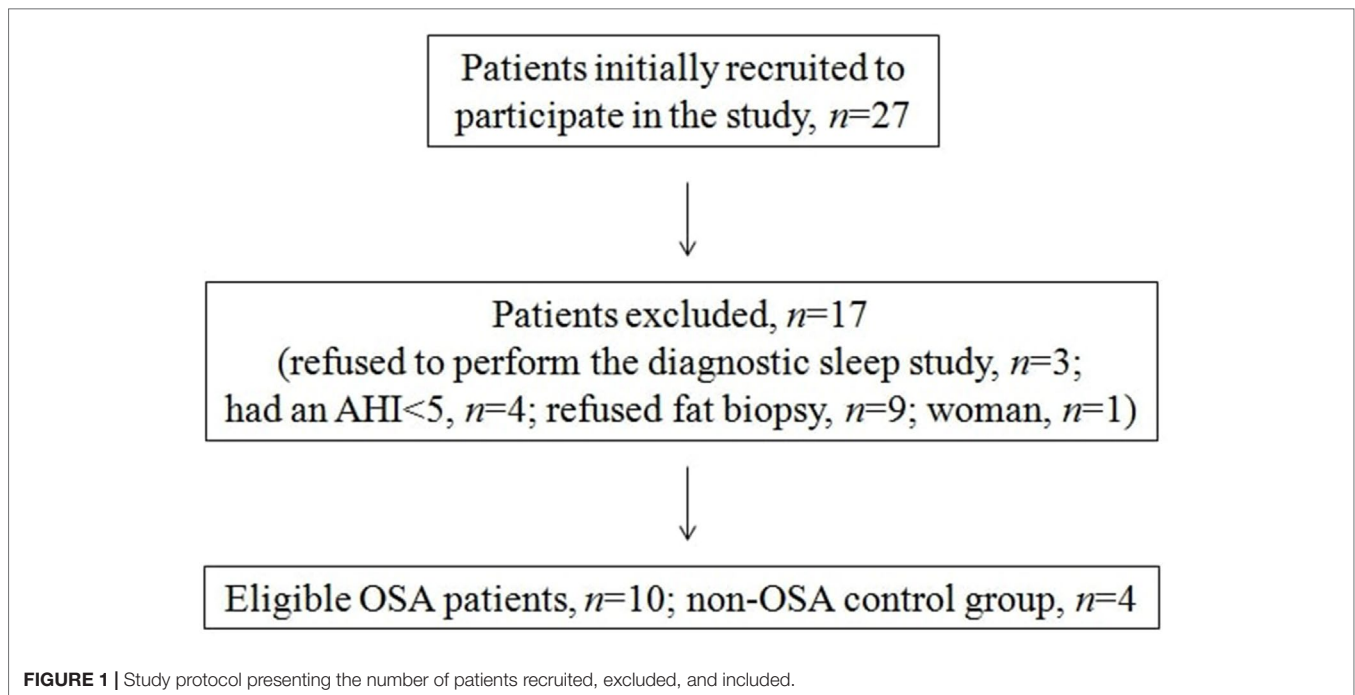 Patients initially recruited to
participate in the study, n=27
Patients excluded, n=17
(refused to perform the diagnostic sleep study, n=3;
had an AHI<5, n=4; refused fat biopsy, n=9; woman, n=1)
Eligible OSA patients, n=10; non-OSA control group, n=4
FIGURE 1 | Study protocol presenting the number of patients recruited, excluded, and included.